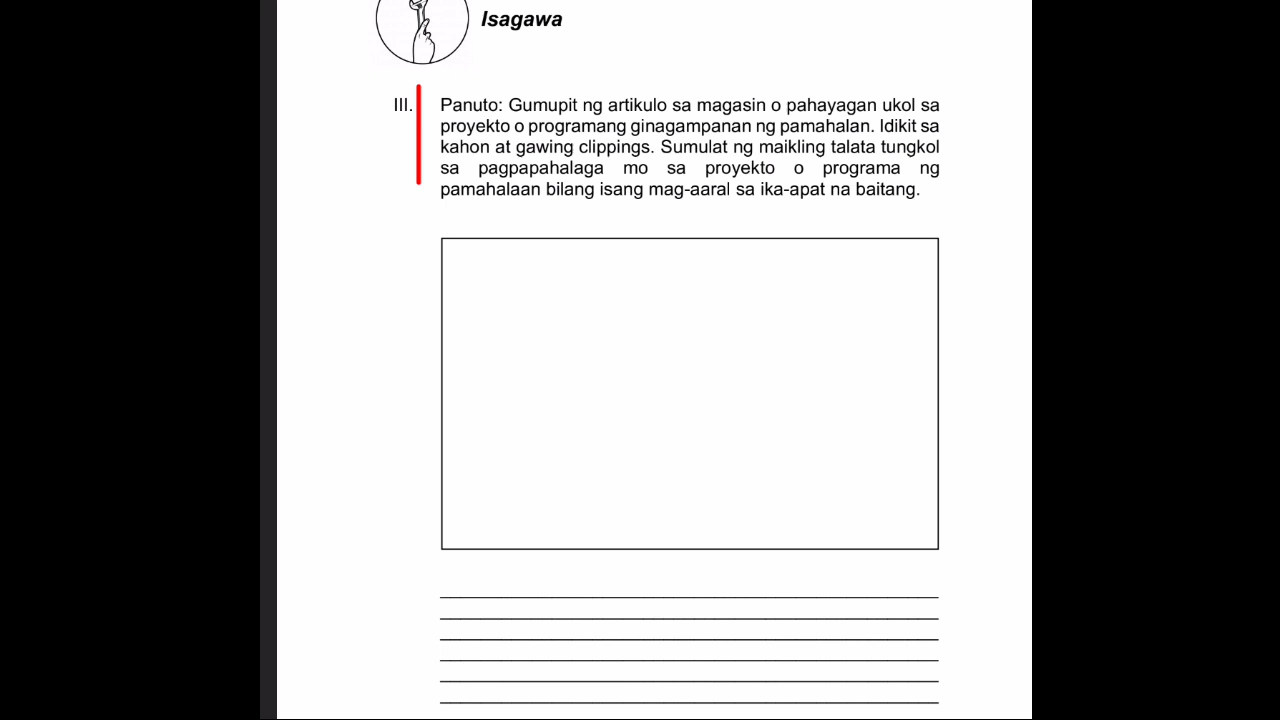 Isagawa
III. Panuto: Gumupit ng artikulo sa magasin o pahayagan ukol sa
proyekto o programang ginagampanan ng pamahalan. Idikit sa
kahon at gawing clippings. Sumulat ng maikling talata tungkol
sa pagpapahalaga mo sa proyekto o programa ng
pamahalaan bilang isang mag-aaral sa ika-apat na baitang.